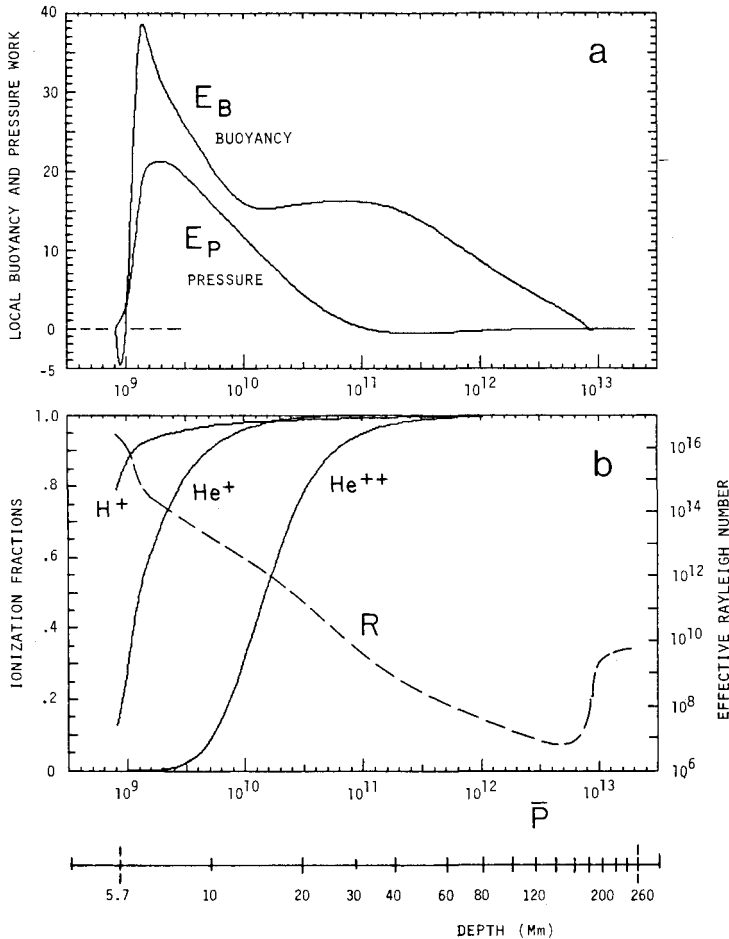 a
LOCAL BUOYANCY AND PRESSURE WORK
40
30
20
10
0
-5
E_B
BUOYANCY
E_P
PRESSURE
10^9
10^10
10^11
10^12
10^13
b
IONIZATION FRACTIONS
1.0
.8
.6
.4
.2
0
H^+
He^+
He^++
R
10^16
10^14
10^12
10^10
10^8
10^6
EFFECTIVE RAYLEIGH NUMBER
10^9
10^10
10^11
10^12
10^13
P̅
5.7
10
20
30
40
60
80
120
200
260
DEPTH (Mm)